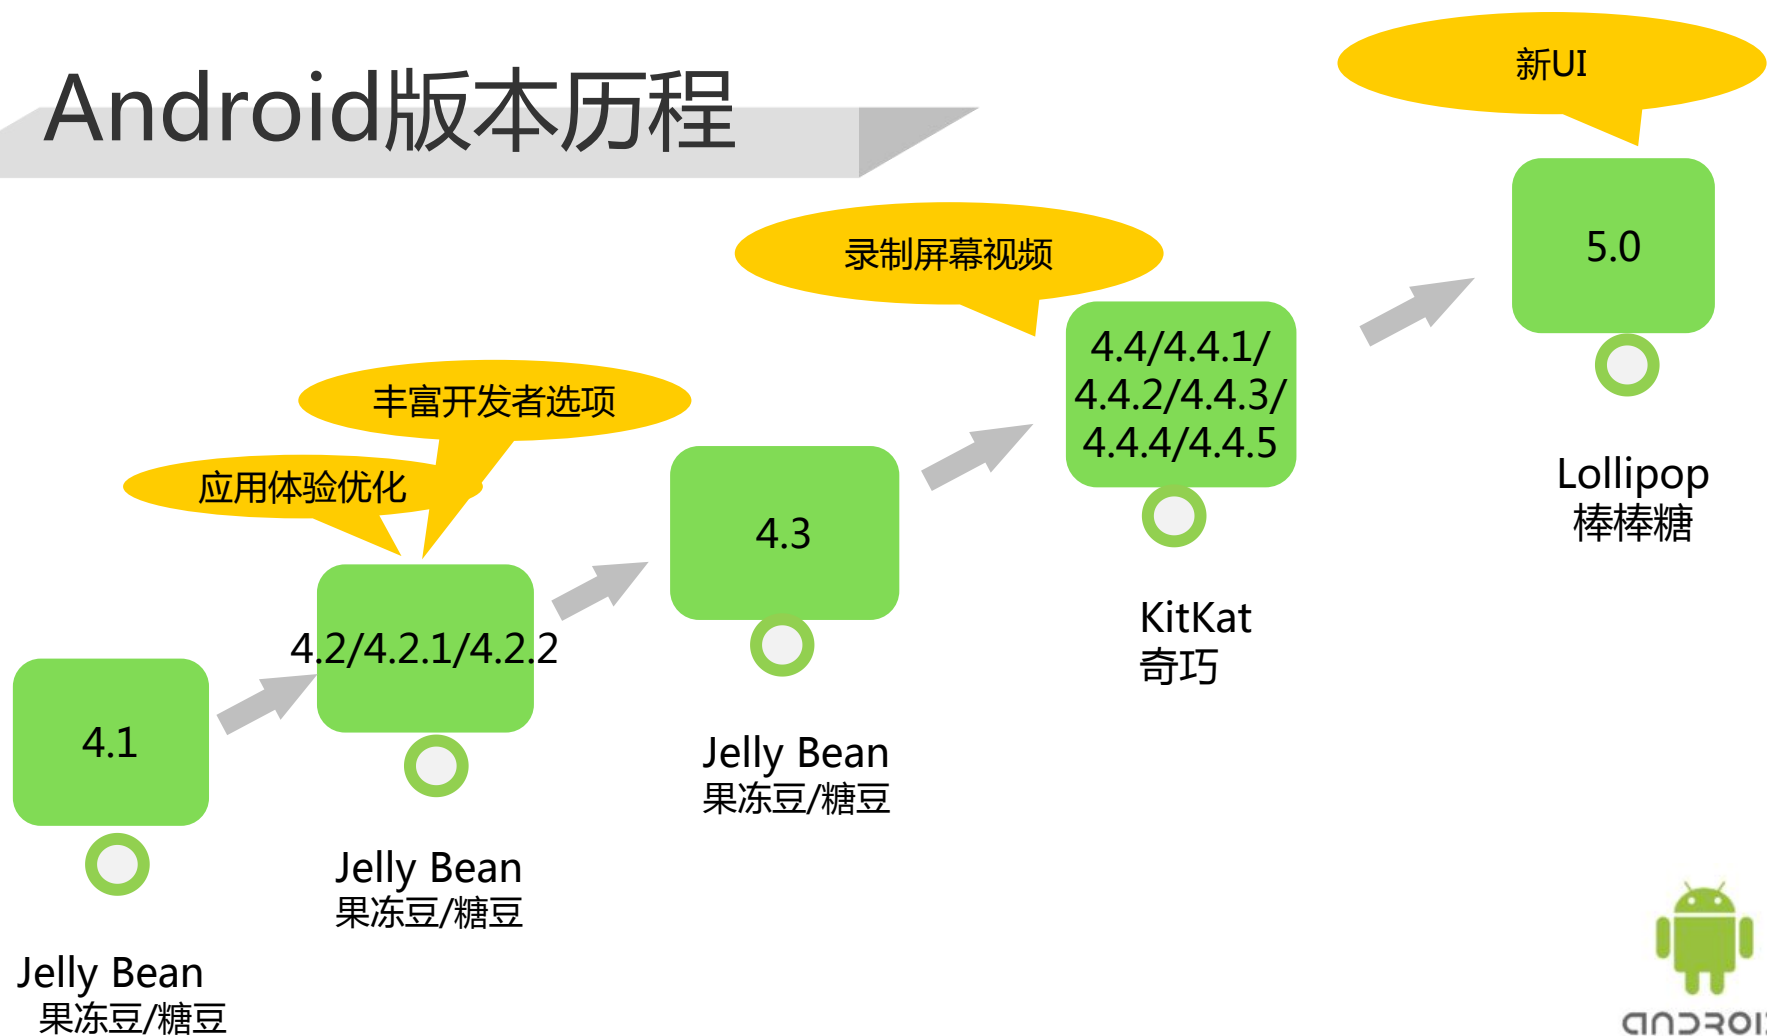 Android版本历程
新UI
5.0
Lollipop
棒棒糖
录制屏幕视频
4.4/4.4.1/
4.4.2/4.4.3/
4.4.4/4.4.5
KitKat
奇巧
丰富开发者选项
应用体验优化
4.3
Jelly Bean
果冻豆/糖豆
4.2/4.2.1/4.2.2
Jelly Bean
果冻豆/糖豆
4.1
Jelly Bean
果冻豆/糖豆